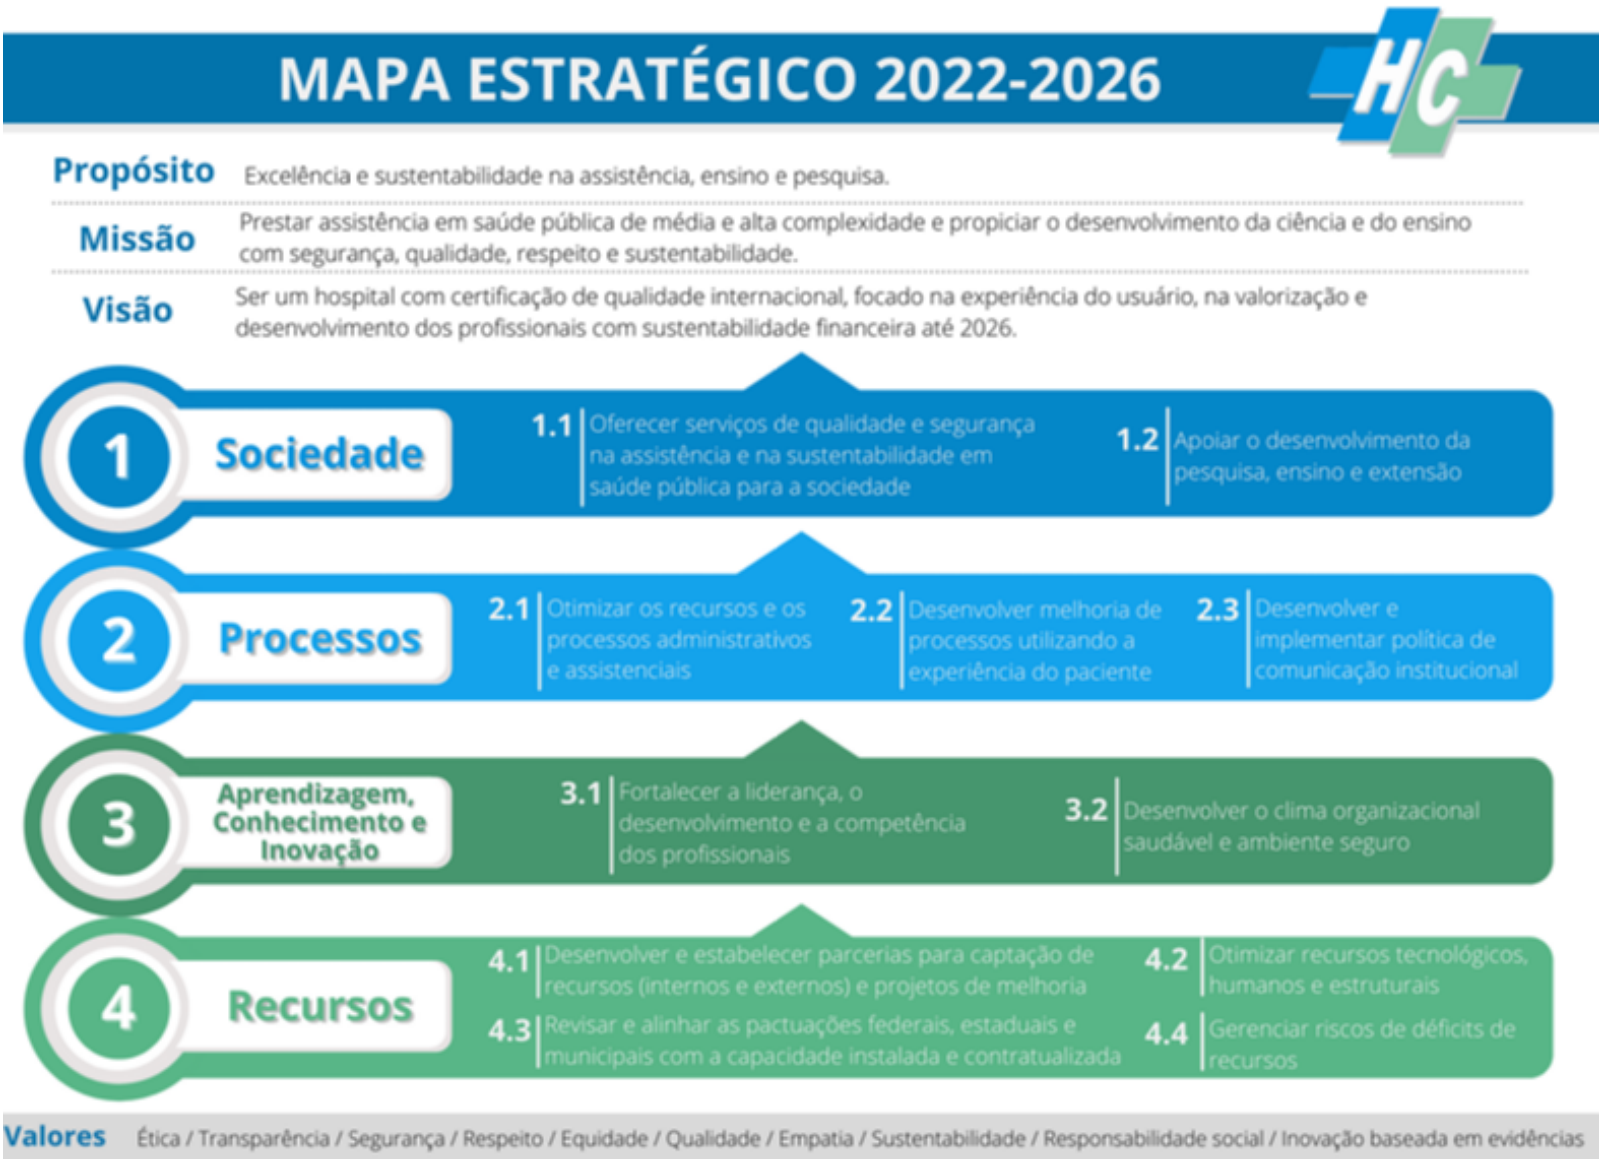 MAPA ESTRATÉGICO 2022-2026
HC
Propósito
Excelência e sustentabilidade na assistência, ensino e pesquisa.
Missão
Prestar assistência em saúde pública de média e alta complexidade e propiciar o desenvolvimento da ciência e do ensino
com segurança, qualidade, respeito e sustentabilidade.
Visão
Ser um hospital com certificação de qualidade internacional, focado na experiência do usuário, na valorização e
desenvolvimento dos profissionais com sustentabilidade financeira até 2026.
1
Sociedade
1.1
Oferecer serviços de qualidade e segurança
na assistência e na sustentabilidade em
saúde pública para a sociedade
1.2
Apoiar o desenvolvimento da
pesquisa, ensino e extensão
2
Processos
2.1
Otimizar os recursos e os
processos administrativos
e assistenciais
2.2
Desenvolver melhoria de
processos utilizando a
experiência do paciente
2.3
Desenvolver e
implementar política de
comunicação institucional
3
Aprendizagem,
Conhecimento e
Inovação
3.1
Fortalecer a liderança, o
desenvolvimento e a competência
dos profissionais
3.2
Desenvolver o clima organizacional
saudável e ambiente seguro
4
Recursos
4.1
Desenvolver e estabelecer parcerias para captação de
recursos (internos e externos) e projetos de melhoria
4.2
Otimizar recursos tecnológicos,
humanos e estruturais
4.3
Revisar e alinhar as pactuações federais, estaduais e
municipais com a capacidade instalada e contratualizada
4.4
Gerenciar riscos de déficits de
recursos
Valores
Ética / Transparência / Segurança / Respeito / Equidade / Qualidade / Empatia / Sustentabilidade / Responsabilidade social / Inovação baseada em evidências